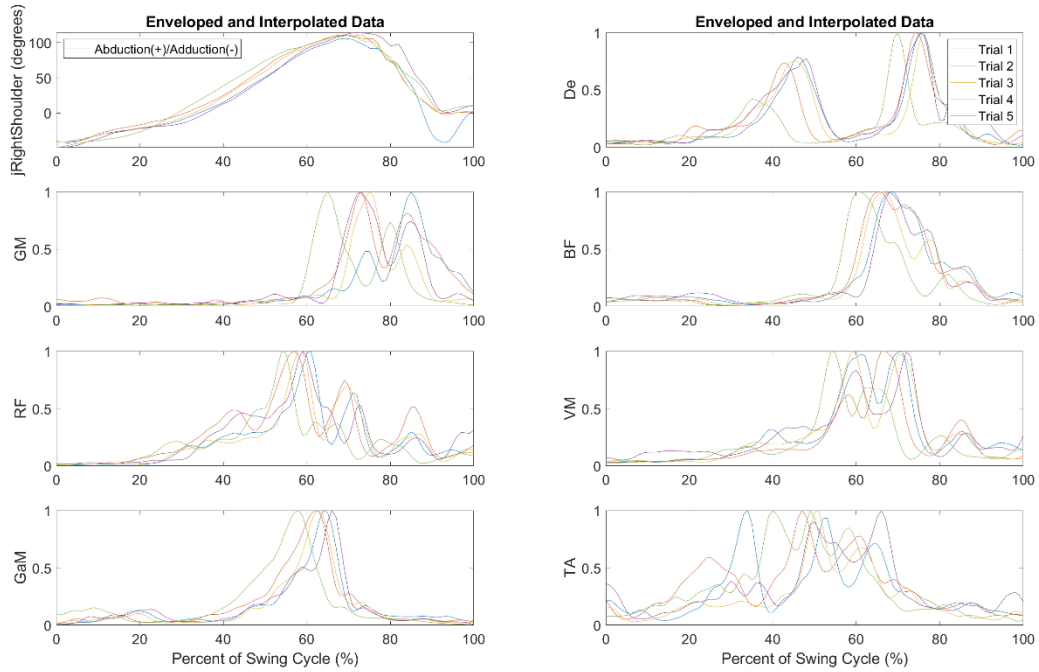 Enveloped and Interpolated Data
jRightShoulder (degrees)
100
50
0
Abduction(+)/Adduction(-)
0 20 40 60 80 100
Enveloped and Interpolated Data
De
1
0.5
0
Trial 1
Trial 2
Trial 3
Trial 4
Trial 5
0 20 40 60 80 100
GM
1
0.5
0
0 20 40 60 80 100
BF
1
0.5
0
0 20 40 60 80 100
RF
1
0.5
0
0 20 40 60 80 100
VM
1
0.5
0
0 20 40 60 80 100
GaM
1
0.5
0
0 20 40 60 80 100
Percent of Swing Cycle (%)
TA
1
0.5
0
0 20 40 60 80 100
Percent of Swing Cycle (%)